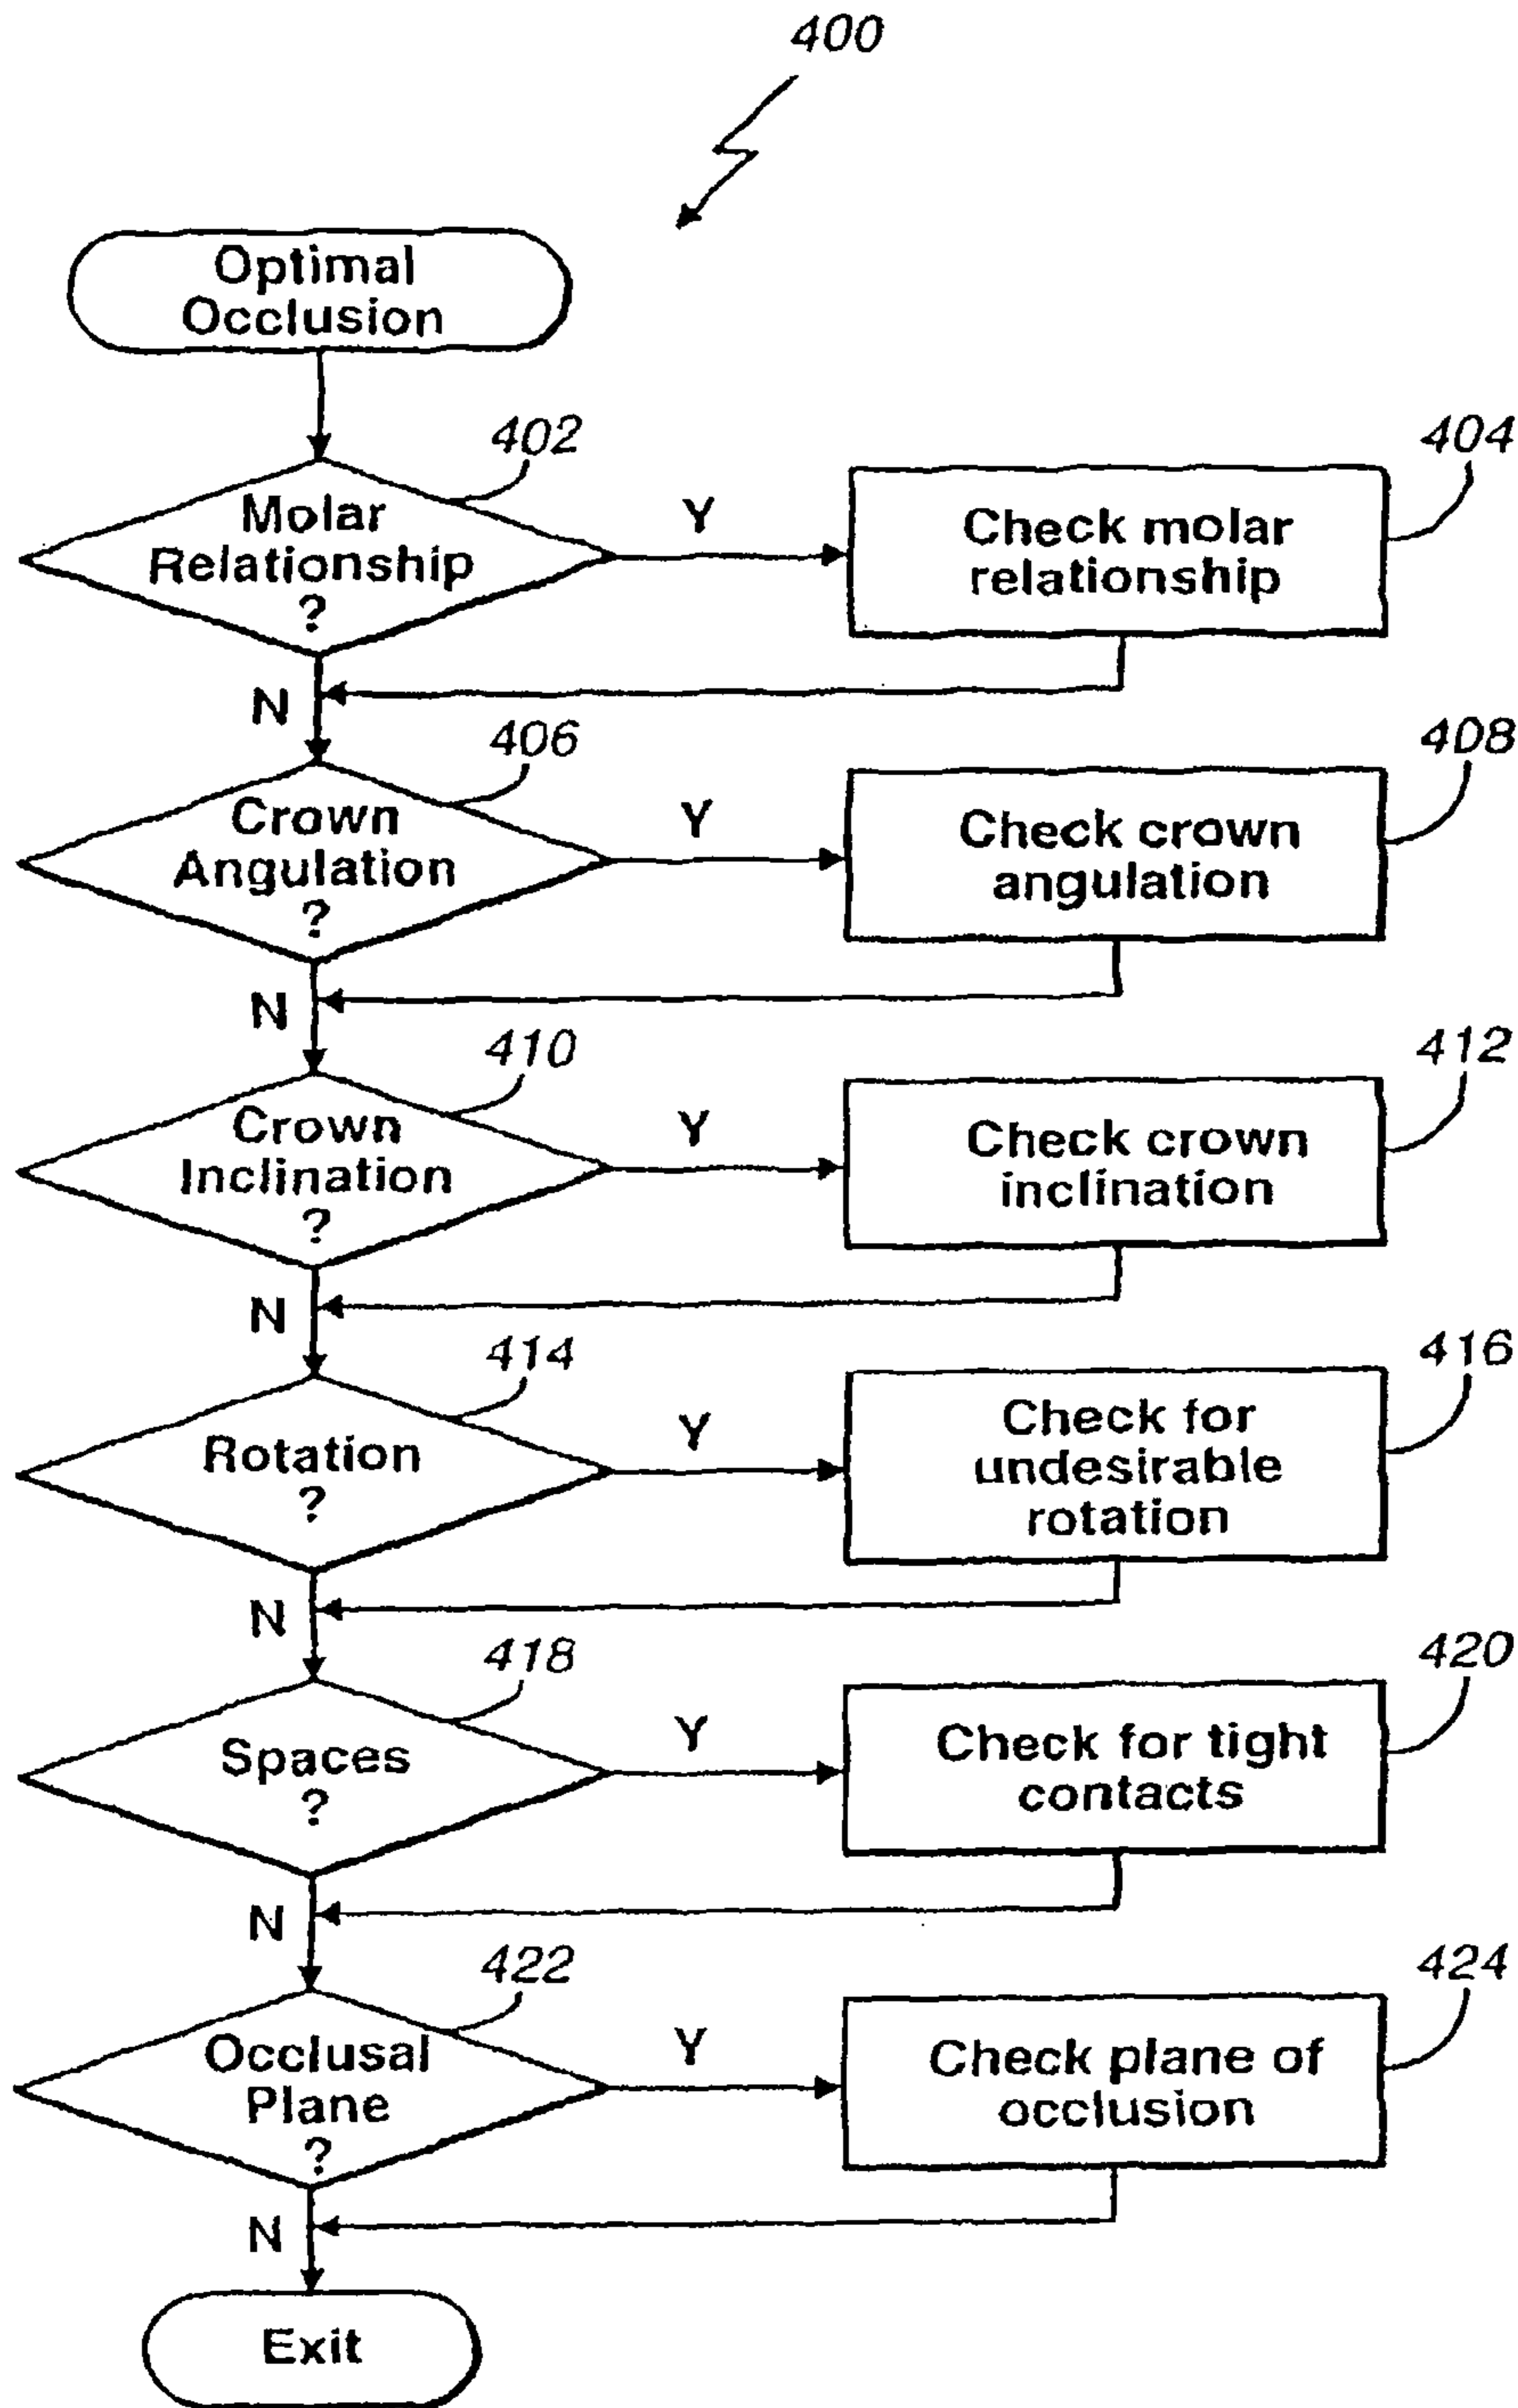 400
Optimal
Occlusion
402
Molar
Relationship
?
Y
404
Check molar
relationship
N
406
Crown
Angulation
?
Y
408
Check crown
angulation
N
410
Crown
Inclination
?
Y
412
Check crown
inclination
N
414
Rotation
?
Y
416
Check for
undesirable
rotation
N
418
Spaces
?
Y
420
Check for tight
contacts
N
422
Occlusal
Plane
?
Y
424
Check plane of
occlusion
N
Exit